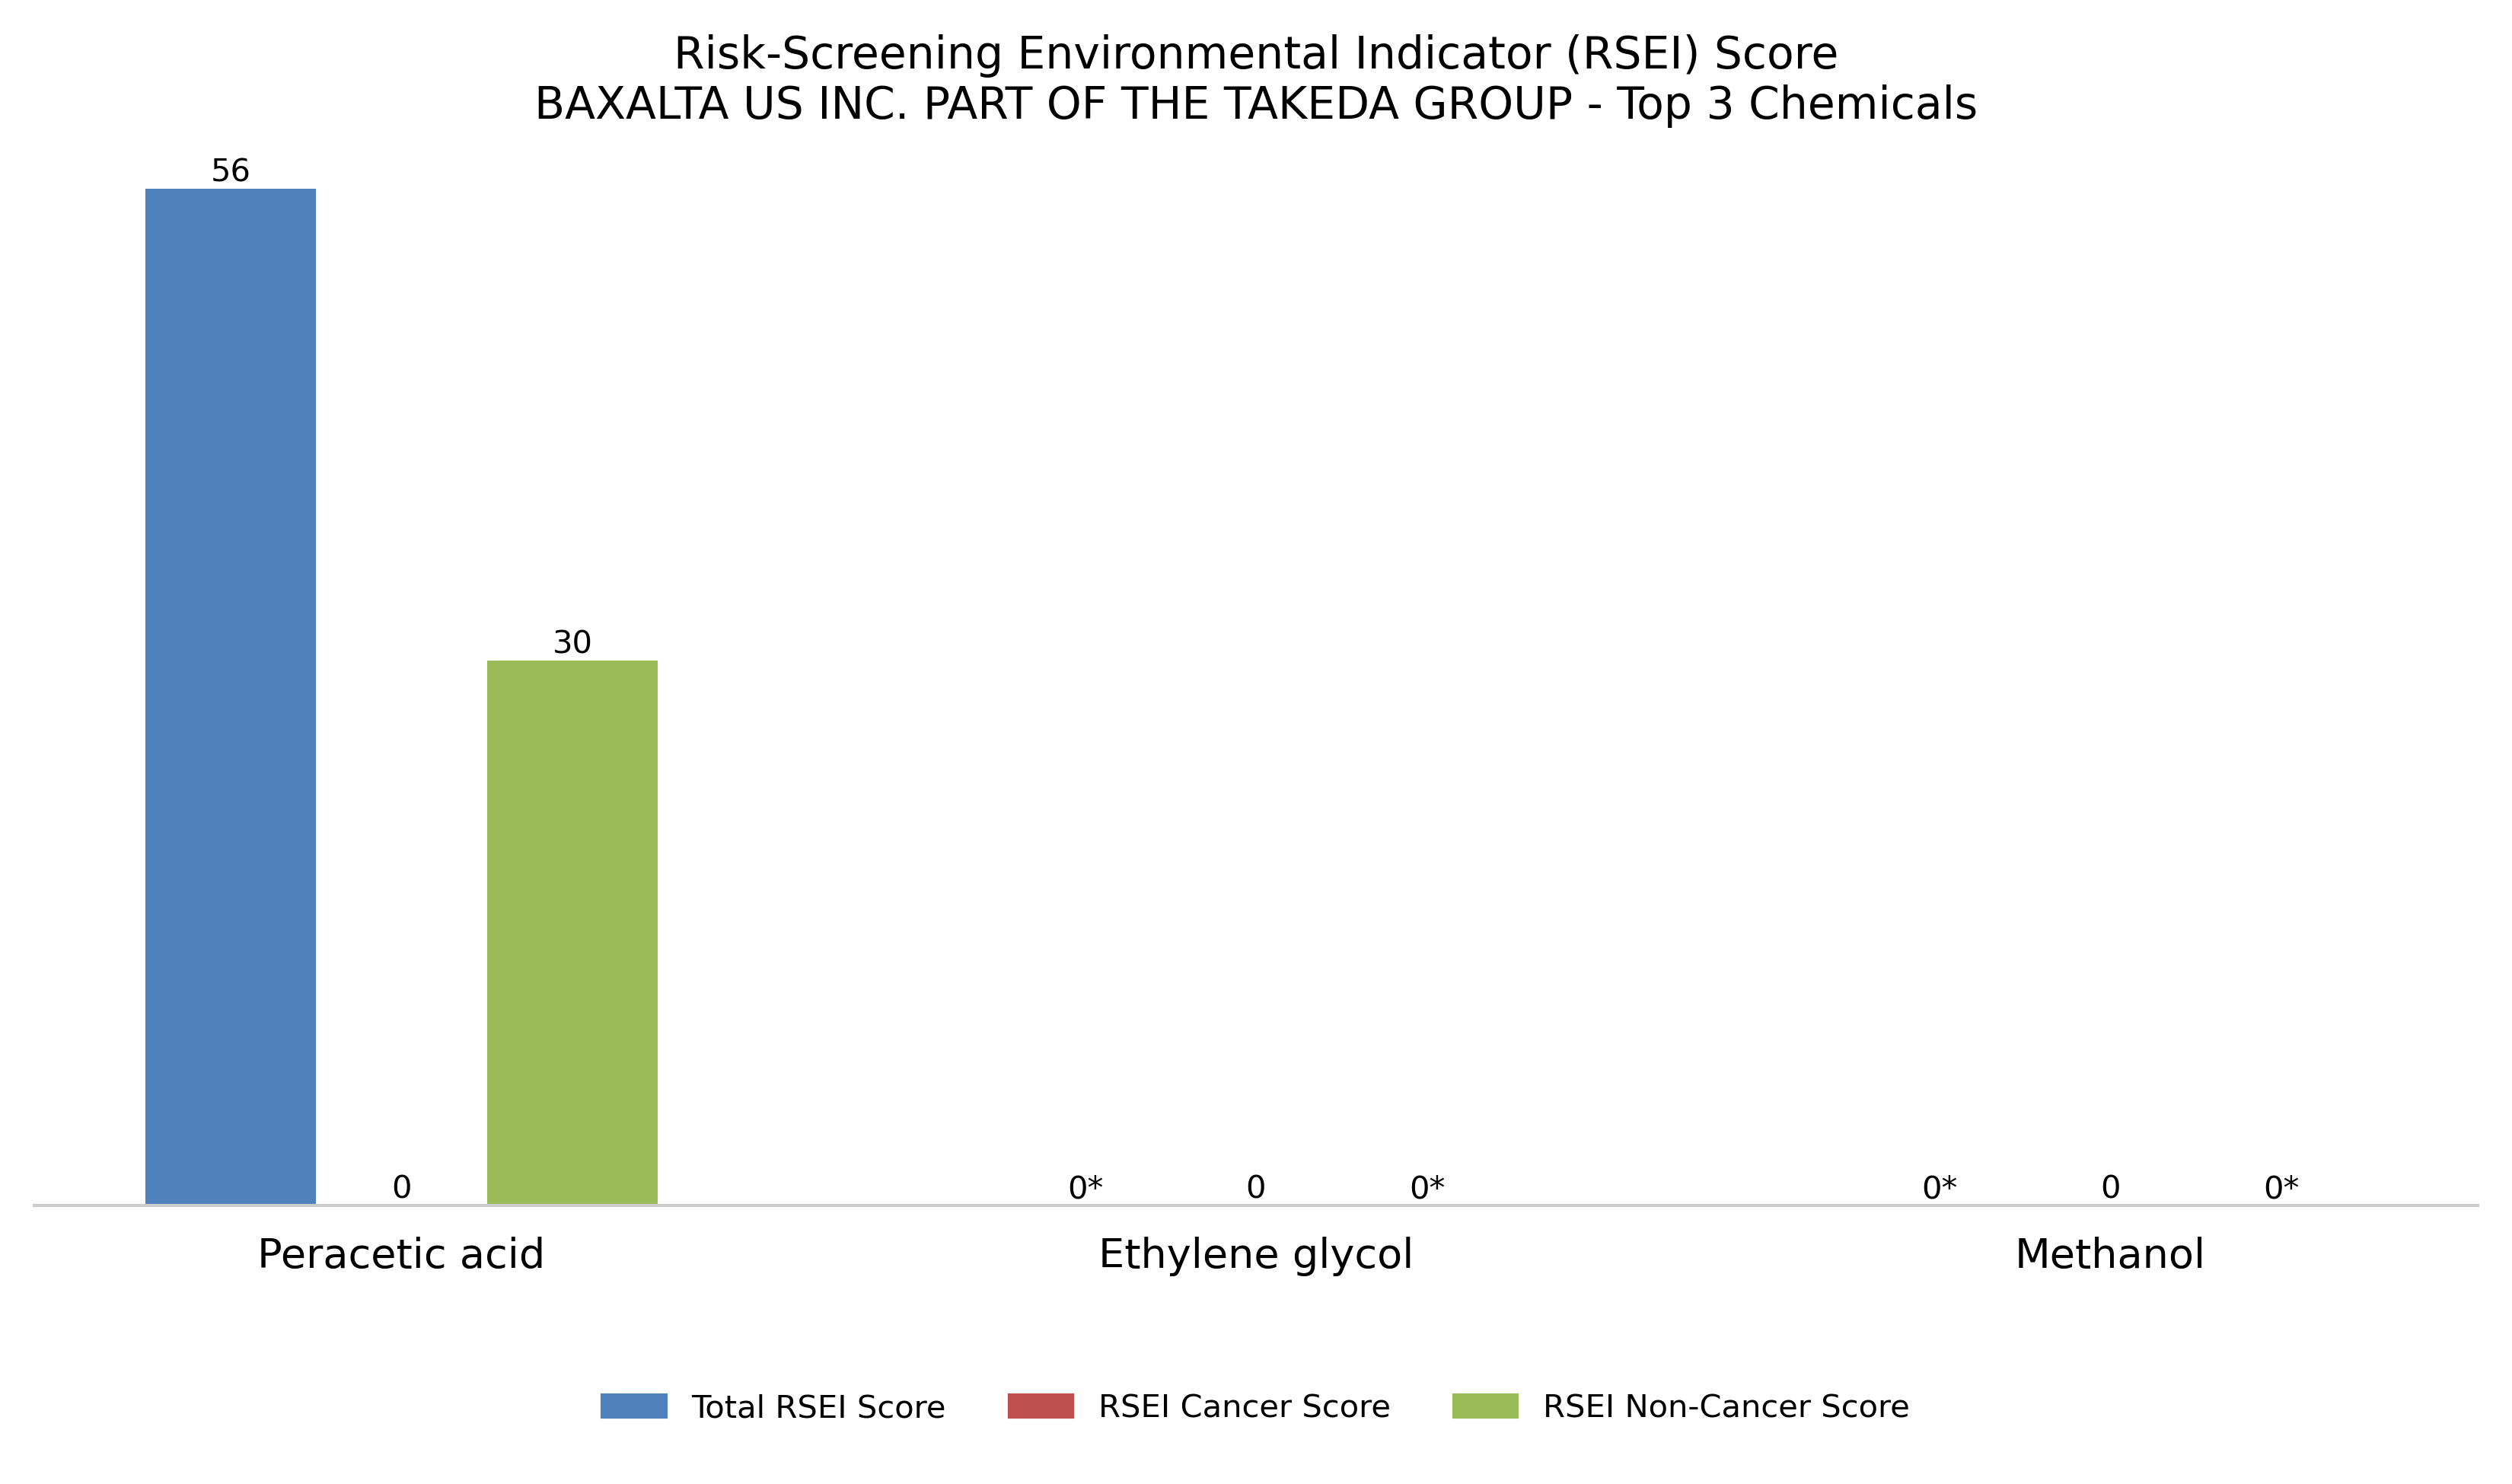 Risk-Screening Environmental Indicator (RSEI) Score
BAXALTA US INC. PART OF THE TAKEDA GROUP - Top 3 Chemicals
56
30
0
0*
0
0*
0*
0
0*
Peracetic acid
Ethylene glycol
Methanol
Total RSEI Score
RSEI Cancer Score
RSEI Non-Cancer Score